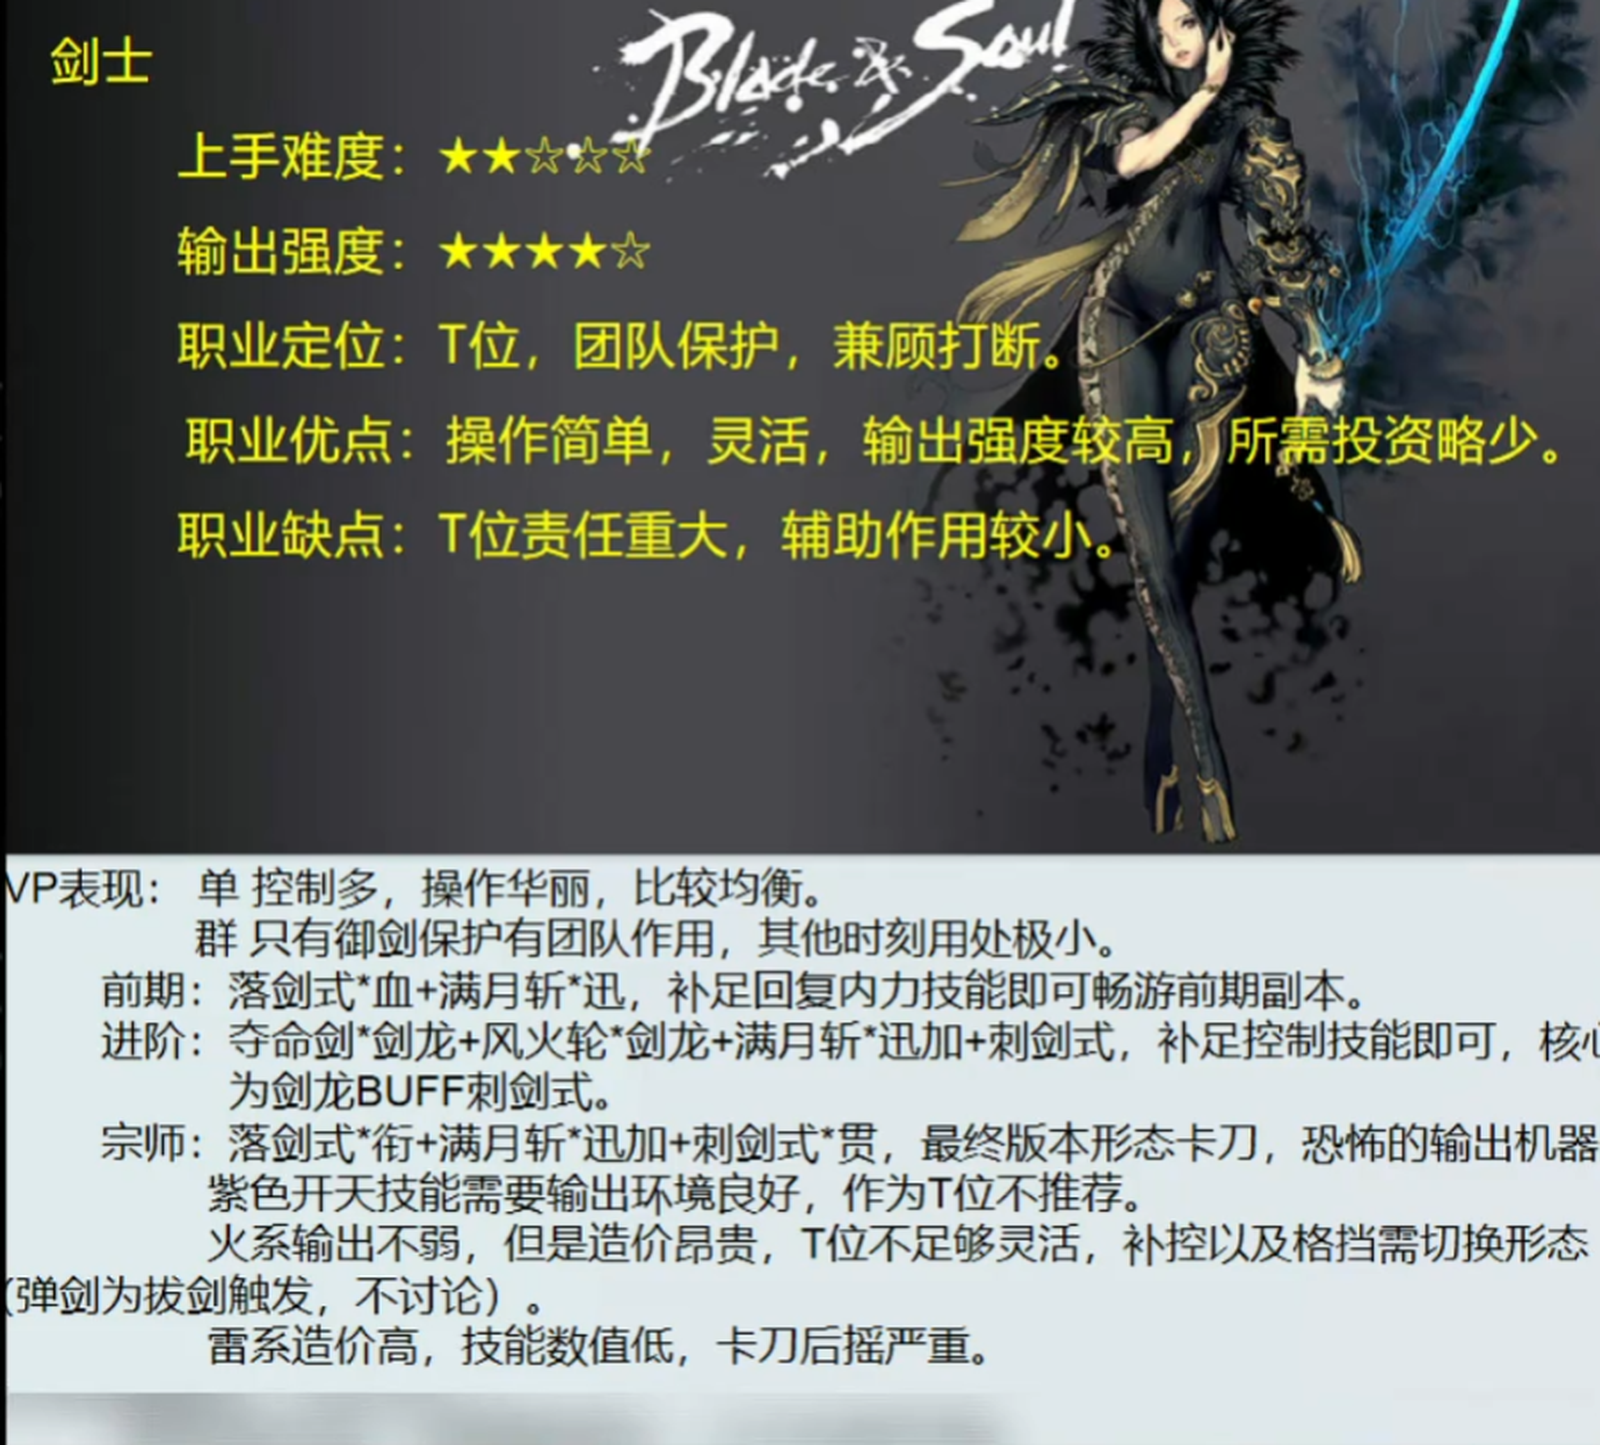 Blade & Soul
剑士
上手难度：★★☆☆☆
输出强度：★★★★☆
职业定位：T位，团队保护，兼顾打断。
职业优点：操作简单，灵活，输出强度较高，所需投资略少。
职业缺点：T位责任重大，辅助作用较小。
VP表现： 单 控制多，操作华丽，比较均衡。
群 只有御剑保护有团队作用，其他时刻用处极小。
前期：落剑式*血+满月斩*迅，补足回复内力技能即可畅游前期副本。
进阶：夺命剑*剑龙+风火轮*剑龙+满月斩*迅加+刺剑式，补足控制技能即可，核心
为剑龙BUFF刺剑式。
宗师：落剑式*衔+满月斩*迅加+刺剑式*贯，最终版本形态卡刀，恐怖的输出机器
紫色开天技能需要输出环境良好，作为T位不推荐。
火系输出不弱，但是造价昂贵，T位不足够灵活，补控以及格挡需切换形态
(弹剑为拔剑触发，不讨论）。
雷系造价高，技能数值低，卡刀后摇严重。